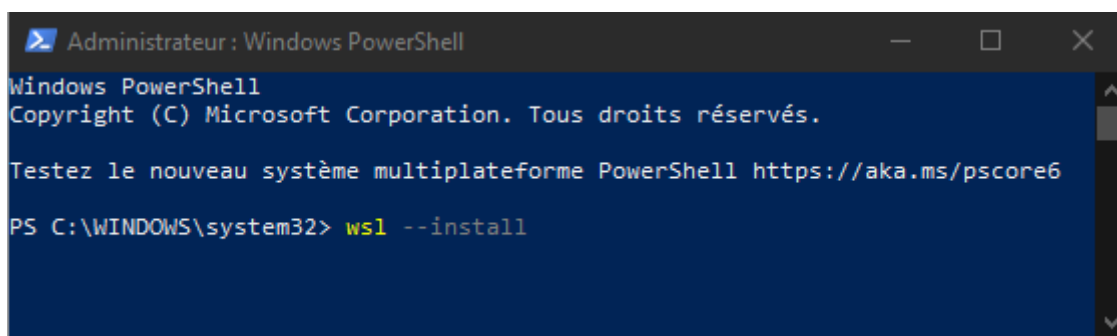 Administrateur : Windows PowerShell
Windows PowerShell
Copyright (C) Microsoft Corporation. Tous droits réservés.
Testez le nouveau système multiplateforme PowerShell https://aka.ms/pscore6
PS C:\WINDOWS\system32> wsl --install